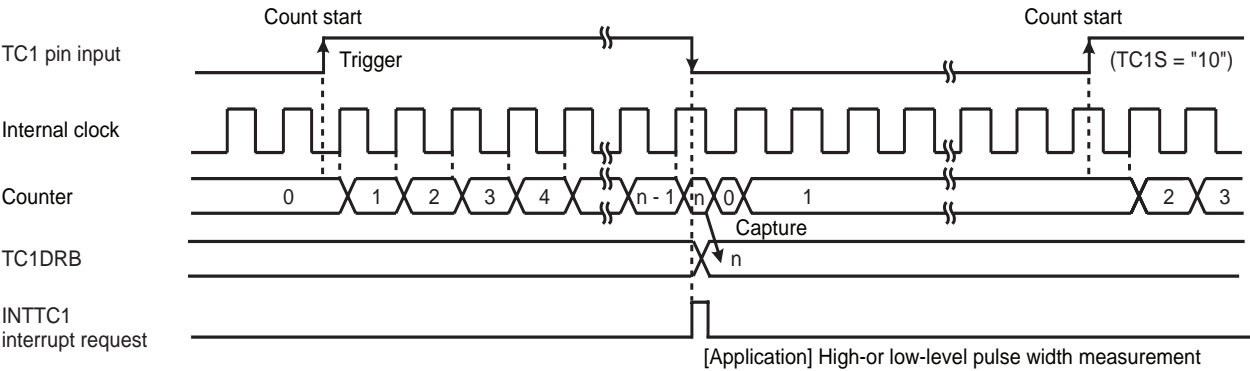 Count start
Count start
TC1 pin input
Trigger
(TC1S = "10")
Internal clock
Counter
0 1 2 3 4 n - 1 n 0 1 2 3
Capture
TC1DRB
n
INTTC1
interrupt request
[Application] High-or low-level pulse width measurement